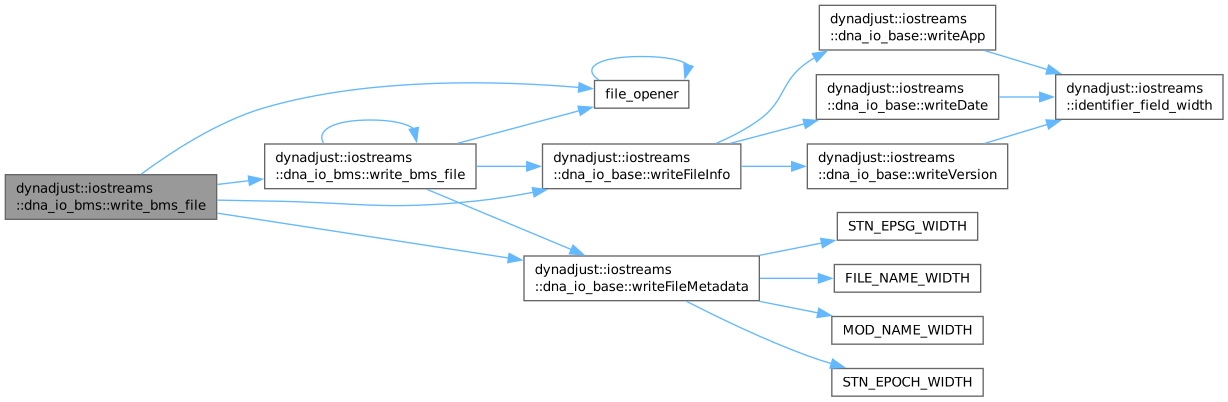 dynadjust::iostreams
::dna_io_bms::write_bms_file
dynadjust::iostreams
::dna_io_bms::write_bms_file
file_opener
dynadjust::iostreams
::dna_io_base::writeFileInfo
dynadjust::iostreams
::dna_io_base::writeApp
dynadjust::iostreams
::dna_io_base::writeDate
dynadjust::iostreams
::dna_io_base::writeVersion
dynadjust::iostreams
::identifier_field_width
dynadjust::iostreams
::dna_io_base::writeFileMetadata
STN_EPSG_WIDTH
FILE_NAME_WIDTH
MOD_NAME_WIDTH
STN_EPOCH_WIDTH